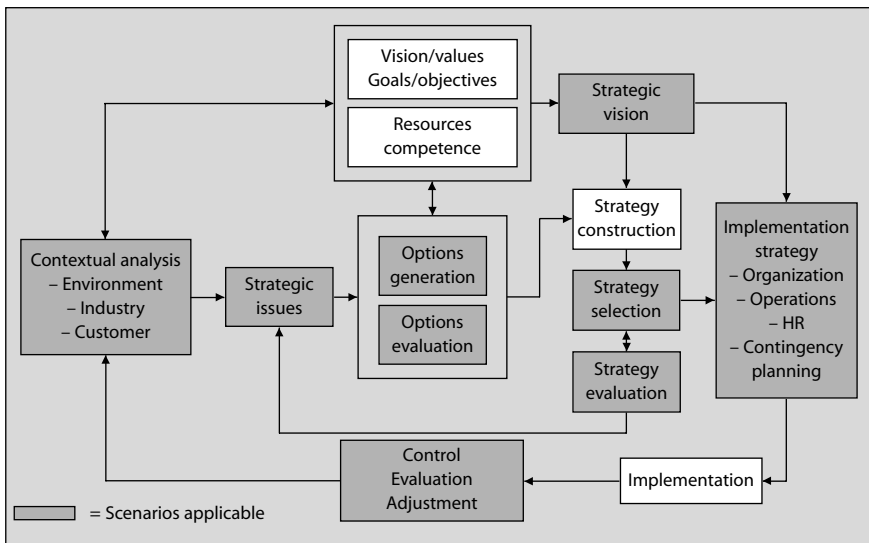 Vision/values
Goals/objectives
Resources
competence
Strategic
vision
Strategy
construction
Implementation
strategy
– Organization
– Operations
– HR
– Contingency
planning
Contextual analysis
– Environment
– Industry
– Customer
Strategic
issues
Options
generation
Options
evaluation
Strategy
selection
Strategy
evaluation
Control
Evaluation
Adjustment
Implementation
= Scenarios applicable